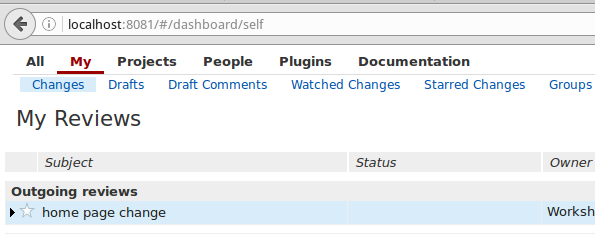 localhost:8081/#/dashboard/self
All My Projects People Plugins Documentation
Changes Drafts Draft Comments Watched Changes Starred Changes Groups
My Reviews
Subject Status Owner
Outgoing reviews
home page change Worksh